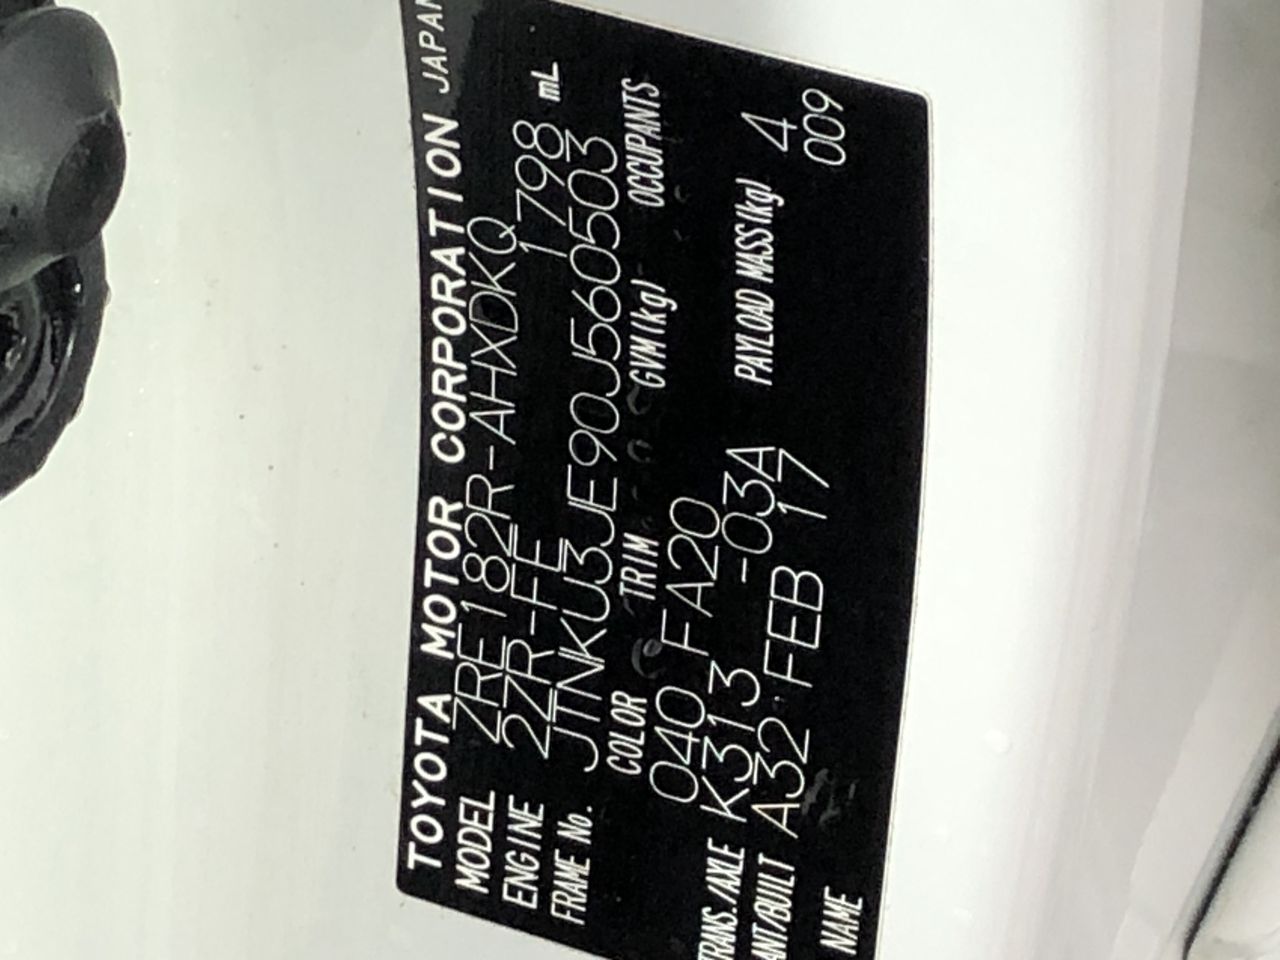 TOYOTA MOTOR CORPORATION JAPAN
MODEL ZRE182R-AHXDKQ
ENGINE 2ZR-FE 1798 mL
FRAME No. JTNKU3JE90J560503
COLOR TRIM GVM(kg) OCCUPANTS
040 FA20
TRANS./AXLE K313 -03A PAYLOAD MASS(kg) 4
ANT/BUILT A32 FEB 17 009
NAME